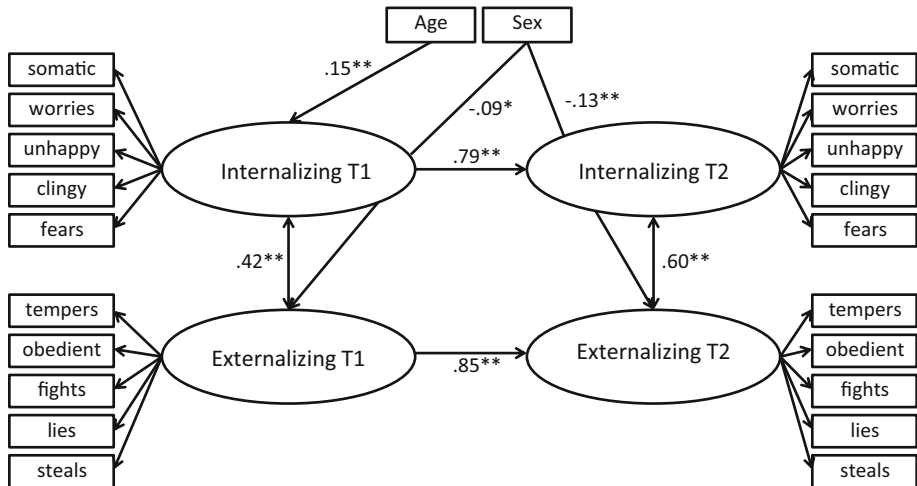 Age
Sex
.15**
-.09*
-.13**
somatic
worries
unhappy
clingy
fears
Internalizing T1
.79**
Internalizing T2
somatic
worries
unhappy
clingy
fears
.42**
.60**
tempers
obedient
fights
lies
steals
Externalizing T1
.85**
Externalizing T2
tempers
obedient
fights
lies
steals